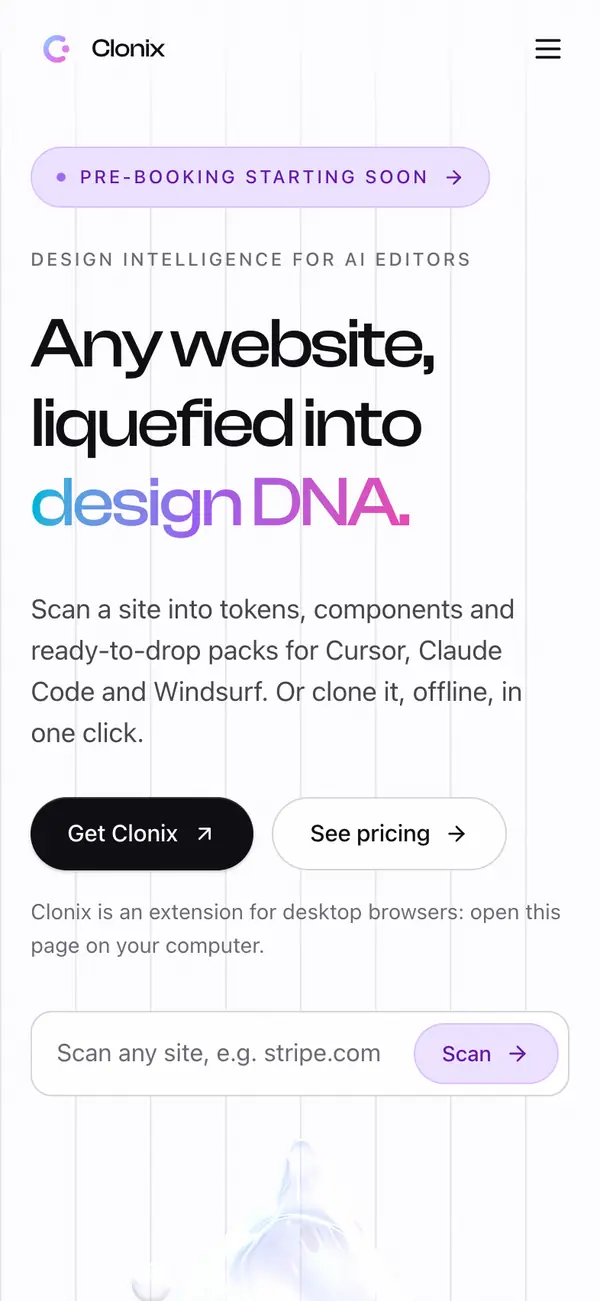 Clonix
PRE-BOOKING STARTING SOON →
DESIGN INTELLIGENCE FOR AI EDITORS
Any website,
liquefied into
design DNA.
Scan a site into tokens, components and
ready-to-drop packs for Cursor, Claude
Code and Windsurf. Or clone it, offline, in
one click.
Get Clonix ↗
See pricing →
Clonix is an extension for desktop browsers: open this
page on your computer.
Scan any site, e.g. stripe.com
Scan →